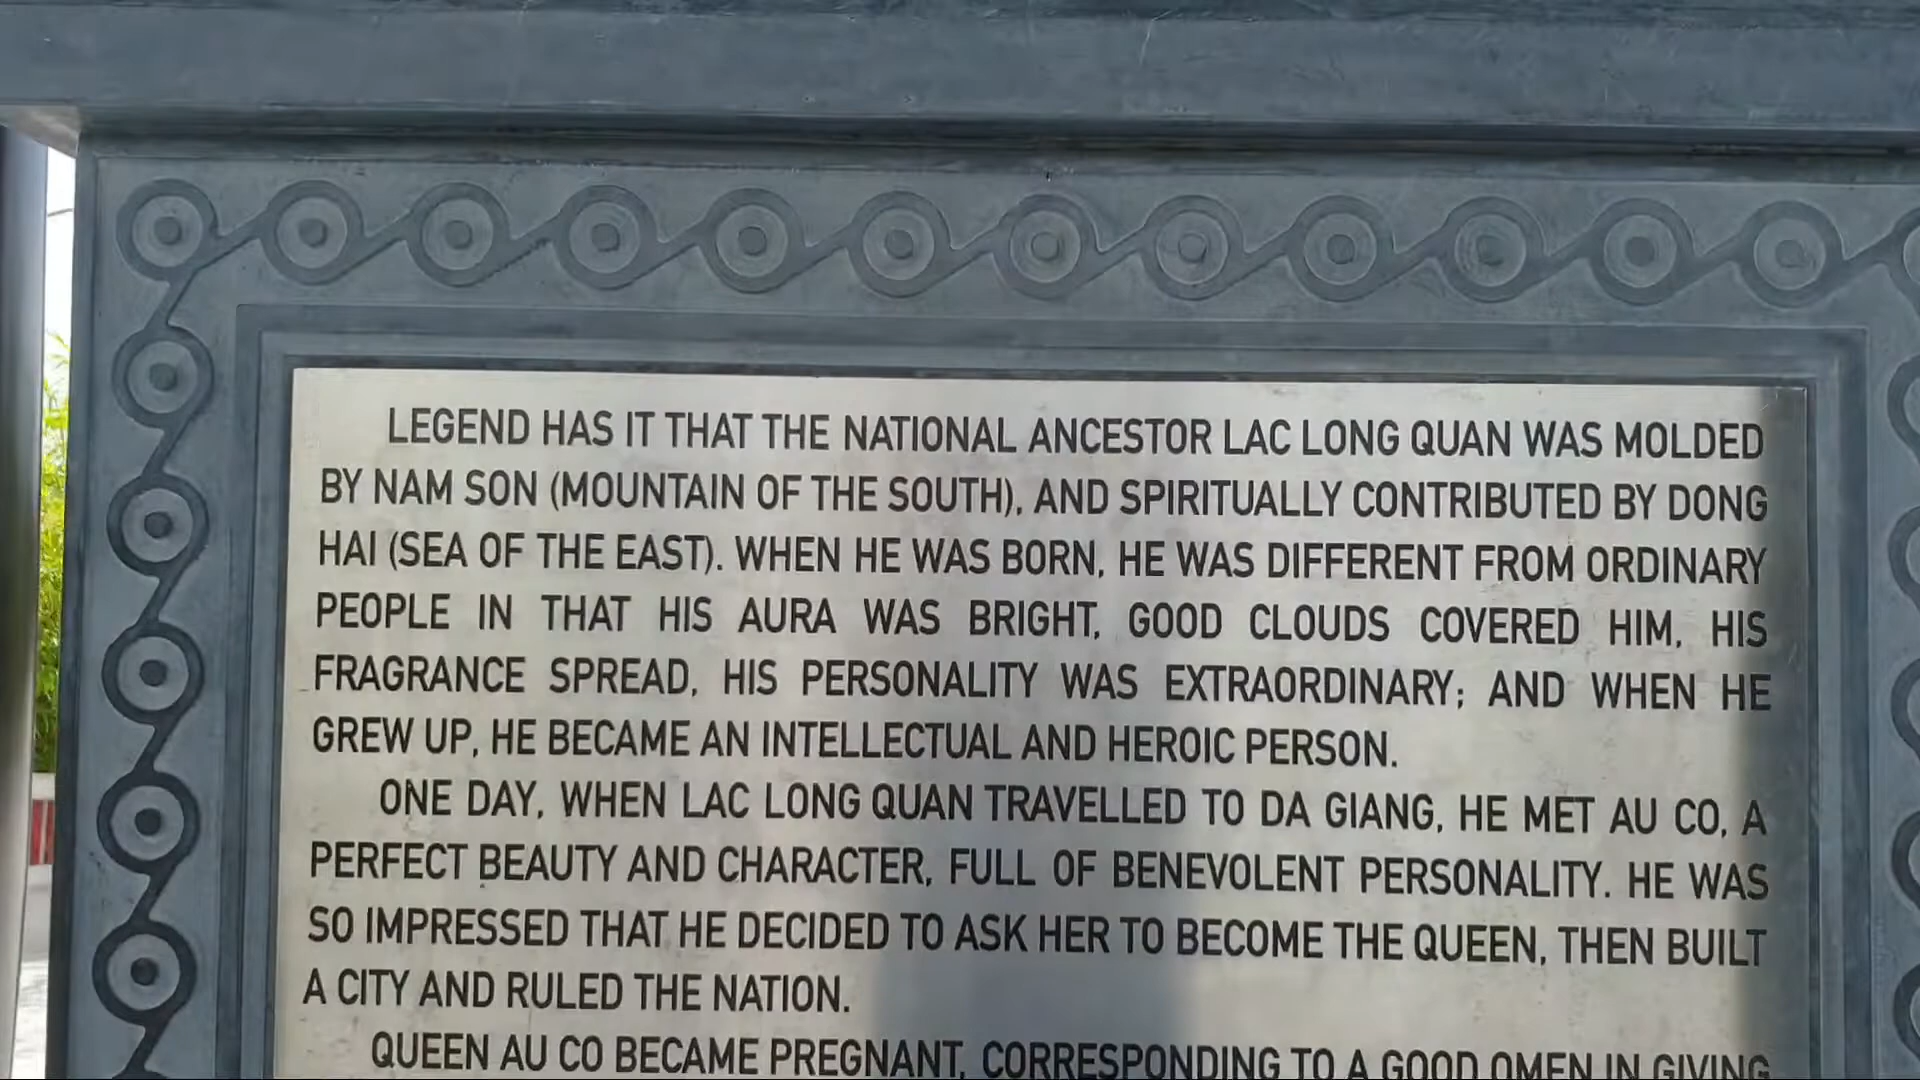 LEGEND HAS IT THAT THE NATIONAL ANCESTOR LAC LONG QUAN WAS MOLDED
BY NAM SON (MOUNTAIN OF THE SOUTH), AND SPIRITUALLY CONTRIBUTED BY DONG
HAI (SEA OF THE EAST). WHEN HE WAS BORN, HE WAS DIFFERENT FROM ORDINARY
PEOPLE IN THAT HIS AURA WAS BRIGHT, GOOD CLOUDS COVERED HIM, HIS
FRAGRANCE SPREAD, HIS PERSONALITY WAS EXTRAORDINARY; AND WHEN HE
GREW UP, HE BECAME AN INTELLECTUAL AND HEROIC PERSON.
ONE DAY, WHEN LAC LONG QUAN TRAVELLED TO DA GIANG, HE MET AU CO, A
PERFECT BEAUTY AND CHARACTER, FULL OF BENEVOLENT PERSONALITY. HE WAS
SO IMPRESSED THAT HE DECIDED TO ASK HER TO BECOME THE QUEEN, THEN BUILT
A CITY AND RULED THE NATION.
QUEEN AU CO BECAME PREGNANT, CORRESPONDING TO A GOOD OMEN IN GIVING